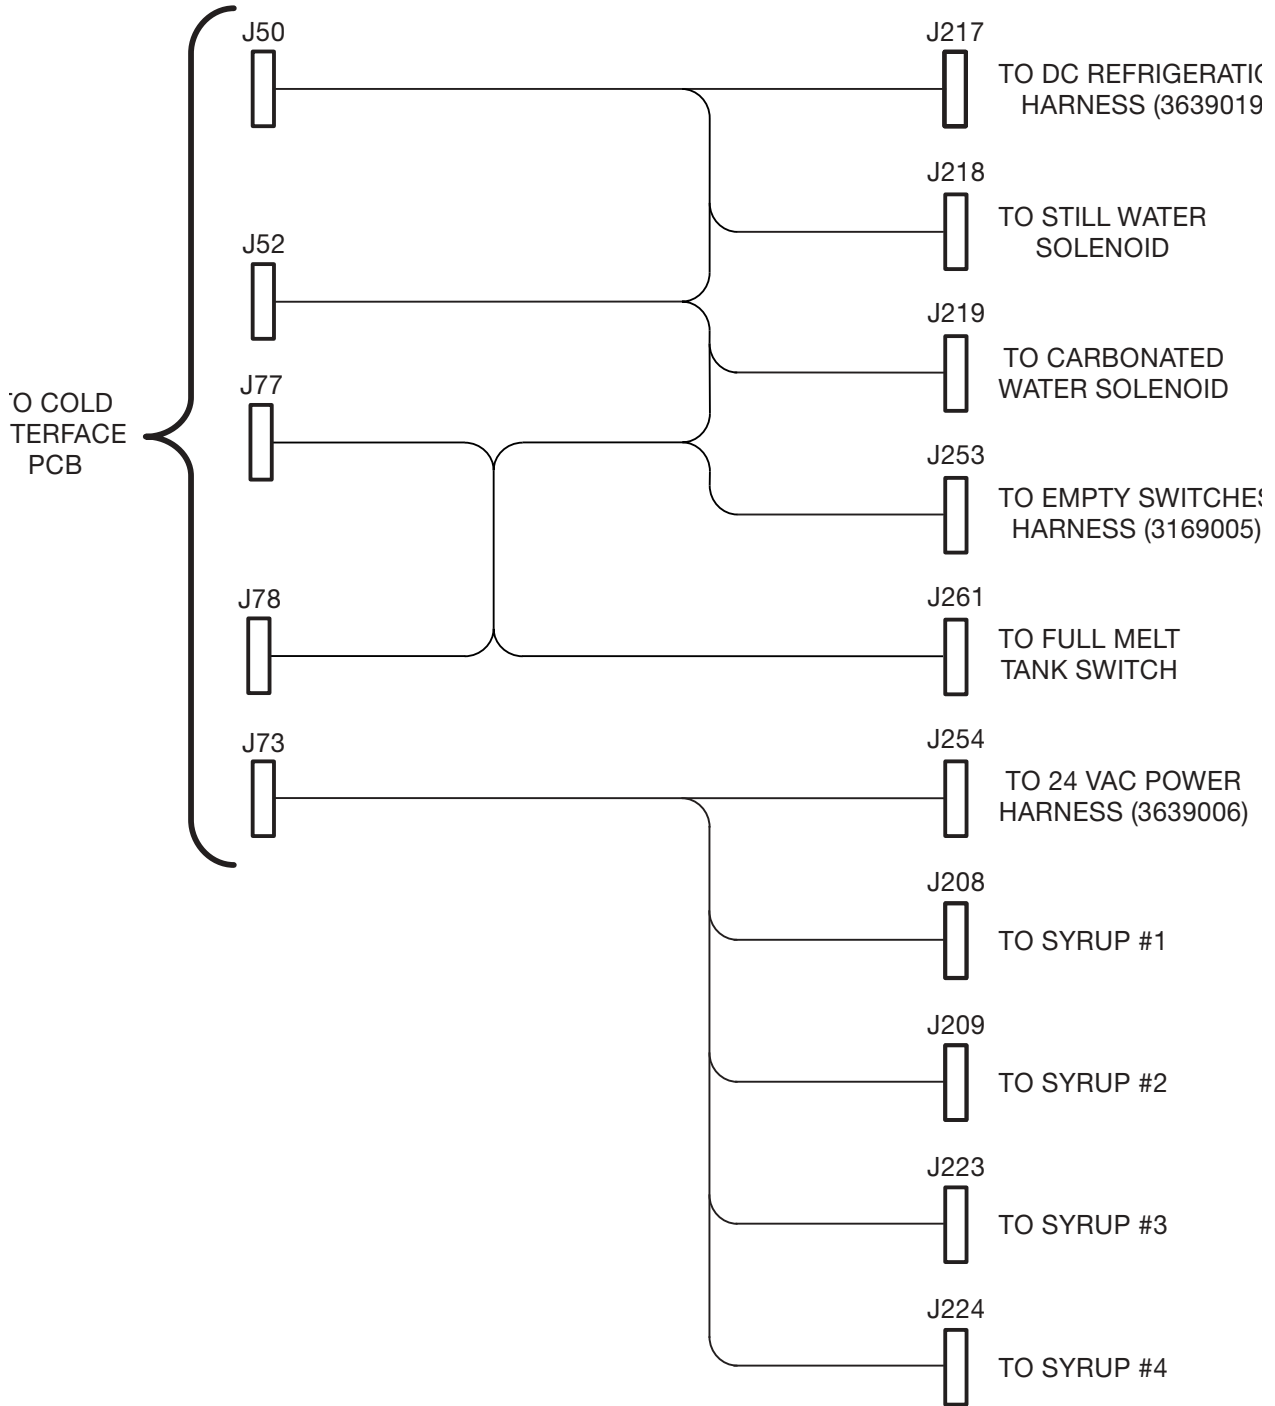 J50
J217
TO DC REFRIGERATIO
HARNESS (3639019
J218
TO STILL WATER
SOLENOID
J52
J219
TO CARBONATED
WATER SOLENOID
J77
TO COLD
TERFACE
PCB
J253
TO EMPTY SWITCHES
HARNESS (3169005)
J78
J261
TO FULL MELT
TANK SWITCH
J73
J254
TO 24 VAC POWER
HARNESS (3639006)
J208
TO SYRUP #1
J209
TO SYRUP #2
J223
TO SYRUP #3
J224
TO SYRUP #4